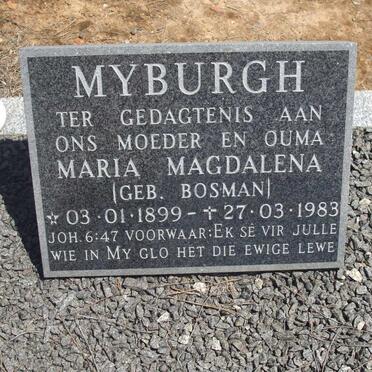 MYBURGH
TER GEDAGTENIS AAN
ONS MOEDER EN OUMA
MARIA MAGDALENA
(GEB. BOSMAN)
☆ 03·01·1899 – ✝ 27·03·1983
JOH. 6:47 VOORWAAR: EK SÊ VIR JULLE
WIE IN MY GLO HET DIE EWIGE LEWE